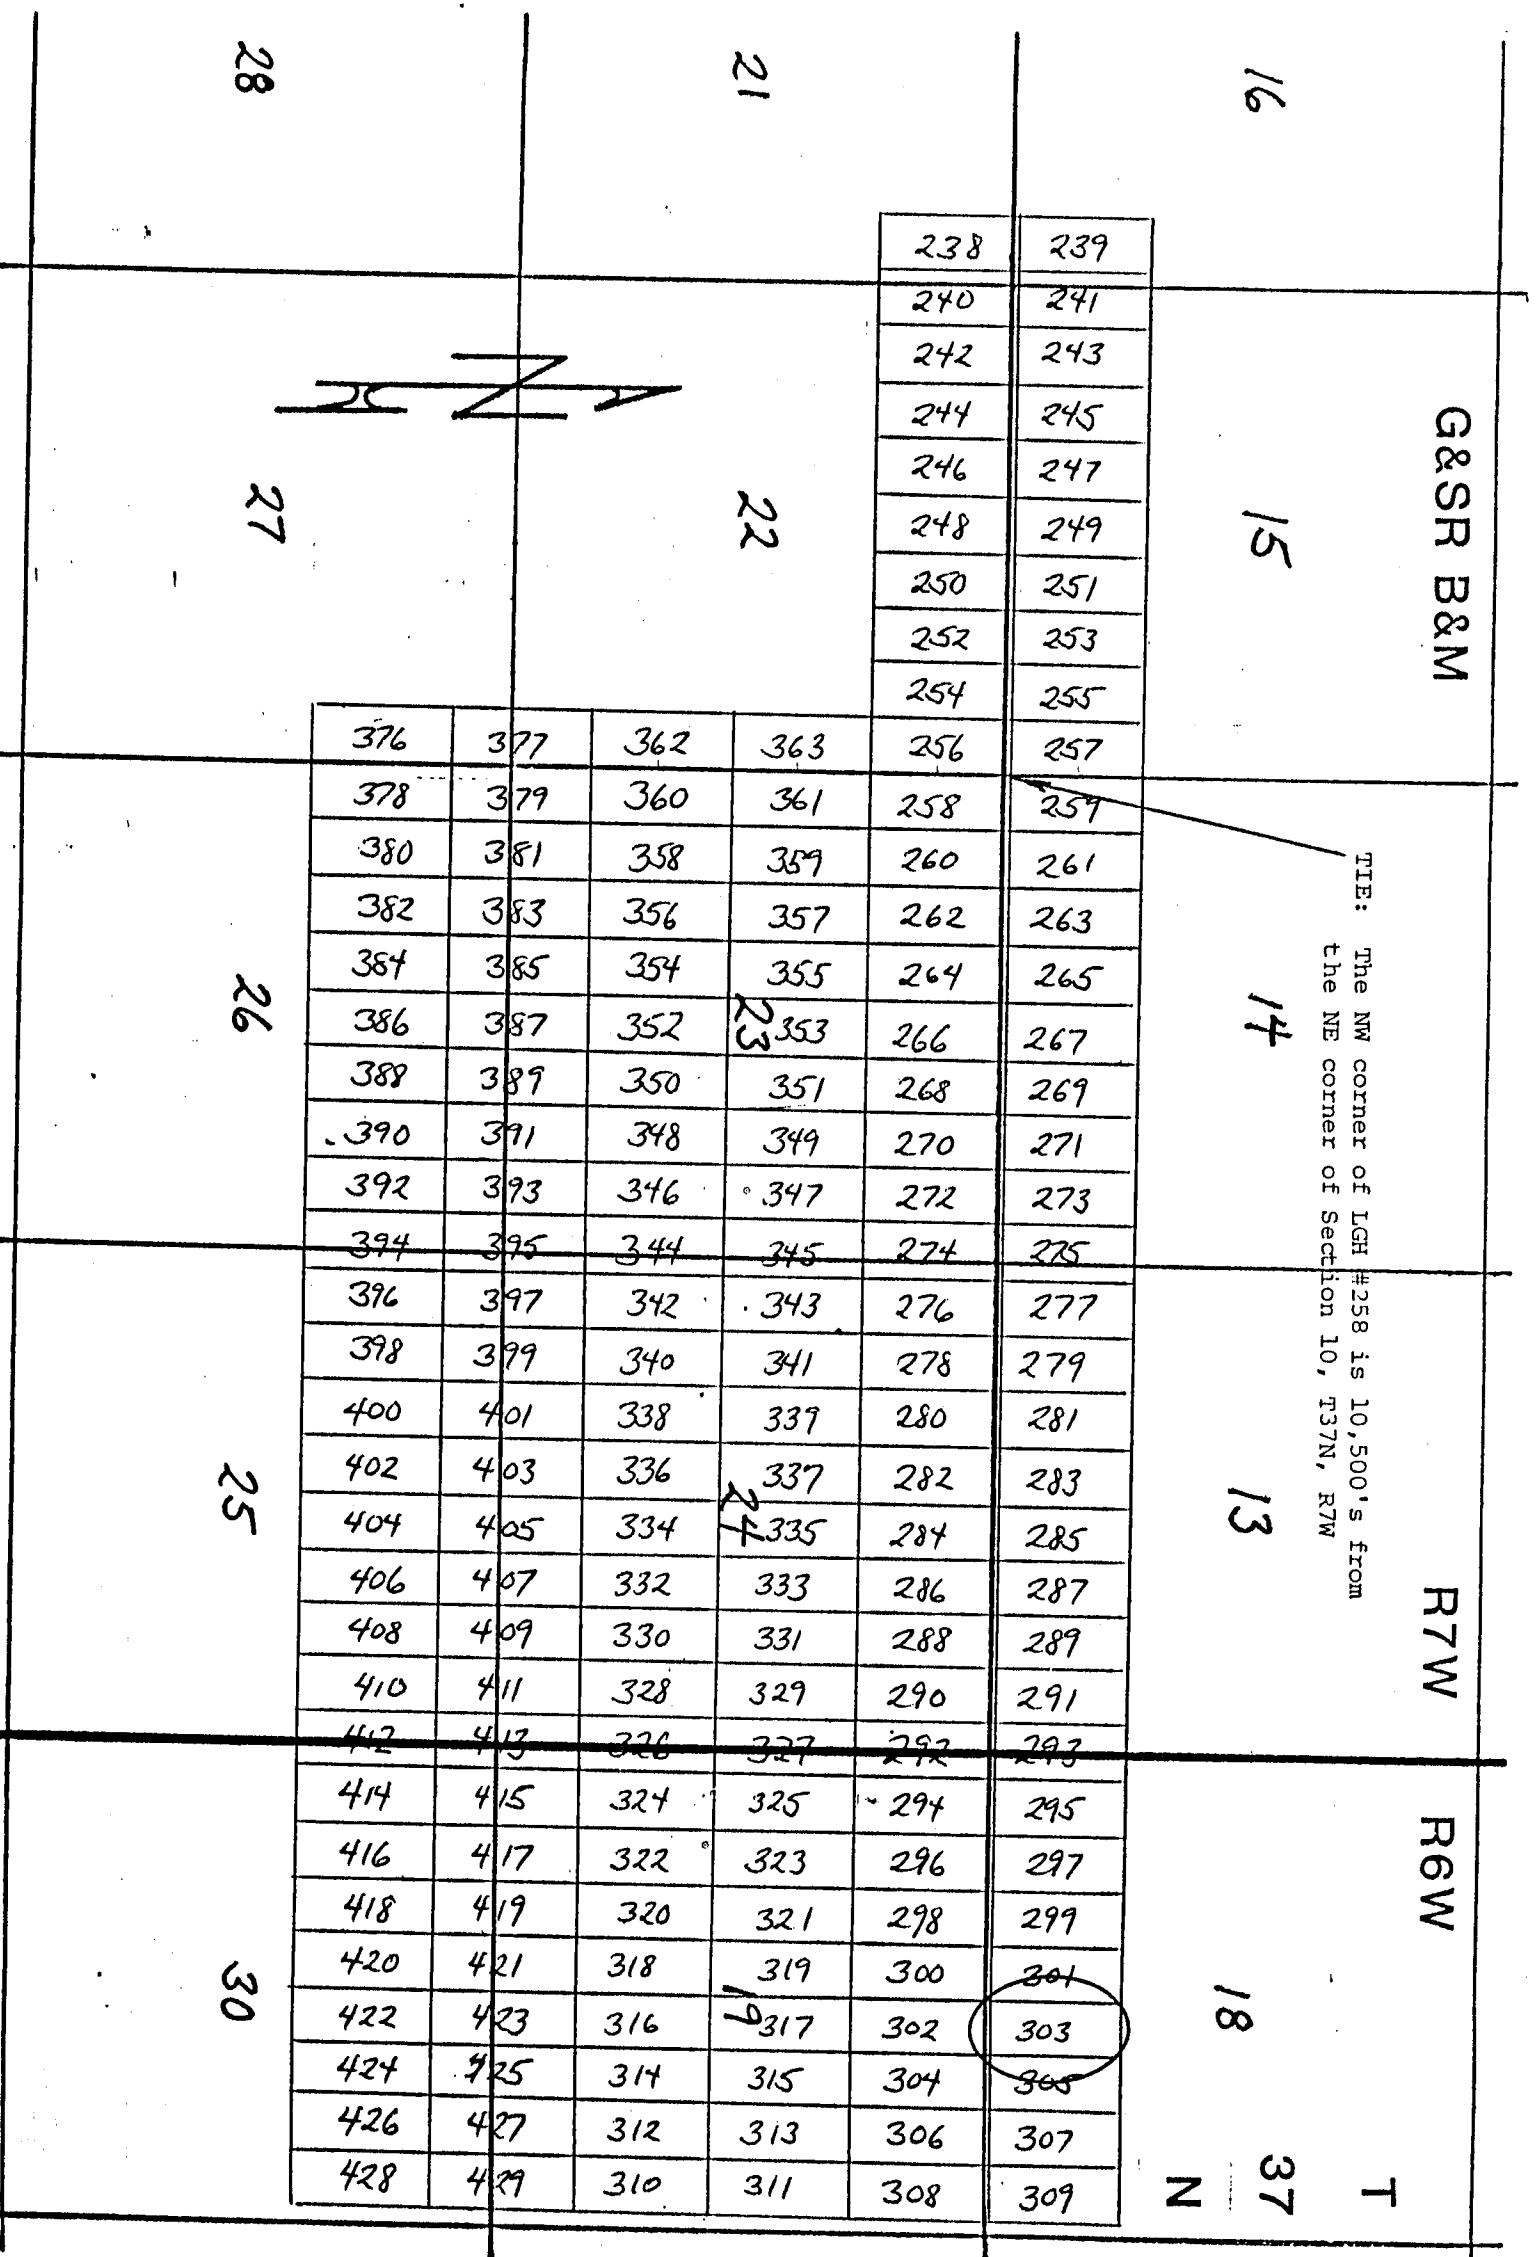 G&SR B&M
R7W R6W
T
37
N
TIE: The NW corner of LGH #258 is 10,500's from
the NE corner of Section 10, T37N, R7W
16 15 14 13 18
21 22 23 24 19
28 27 26 25 30
N
238 239
240 241
242 243
244 245
246 247
248 249
250 251
252 253
254 255
376 377 362 363 256 257
378 379 360 361 258 259
380 381 358 359 260 261
382 383 356 357 262 263
384 385 354 355 264 265
386 387 352 353 266 267
388 389 350 351 268 269
390 391 348 349 270 271
392 393 346 347 272 273
394 395 344 345 274 275
396 397 342 343 276 277
398 399 340 341 278 279
400 401 338 339 280 281
402 403 336 337 282 283
404 405 334 335 284 285
406 407 332 333 286 287
408 409 330 331 288 289
410 411 328 329 290 291
412 413 326 327 292 293
414 415 324 325 294 295
416 417 322 323 296 297
418 419 320 321 298 299
420 421 318 319 300 301
422 423 316 317 302 303
424 425 314 315 304 305
426 427 312 313 306 307
428 429 310 311 308 309